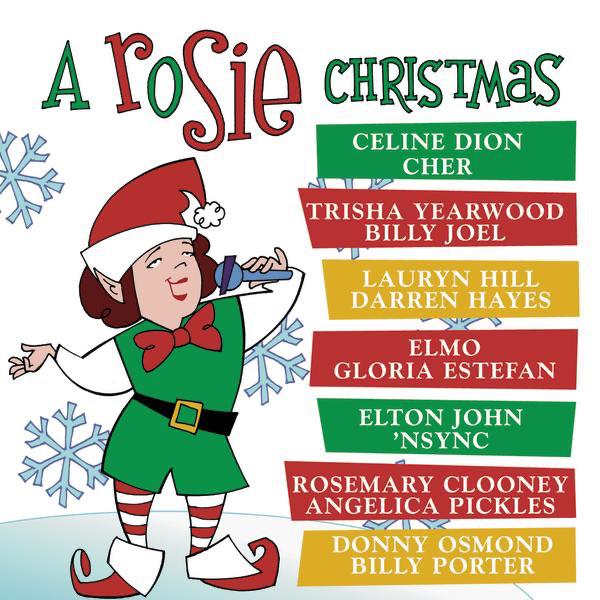 A rosie CHRISTMAS
CELINE DION
CHER
TRISHA YEARWOOD
BILLY JOEL
LAURYN HILL
DARREN HAYES
ELMO
GLORIA ESTEFAN
ELTON JOHN
'NSYNC
ROSEMARY CLOONEY
ANGELICA PICKLES
DONNY OSMOND
BILLY PORTER